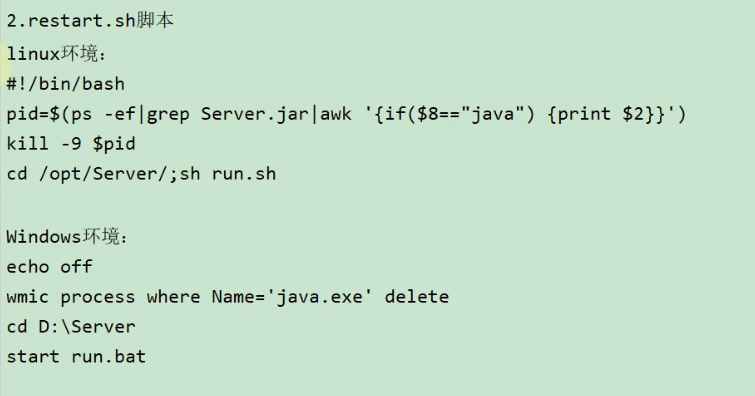 2.restart.sh脚本
linux环境：
#!/bin/bash
pid=$(ps -ef|grep Server.jar|awk '{if($8=="java") {print $2}}')
kill -9 $pid
cd /opt/Server/;sh run.sh
Windows环境：
echo off
wmic process where Name='java.exe' delete
cd D:\Server
start run.bat